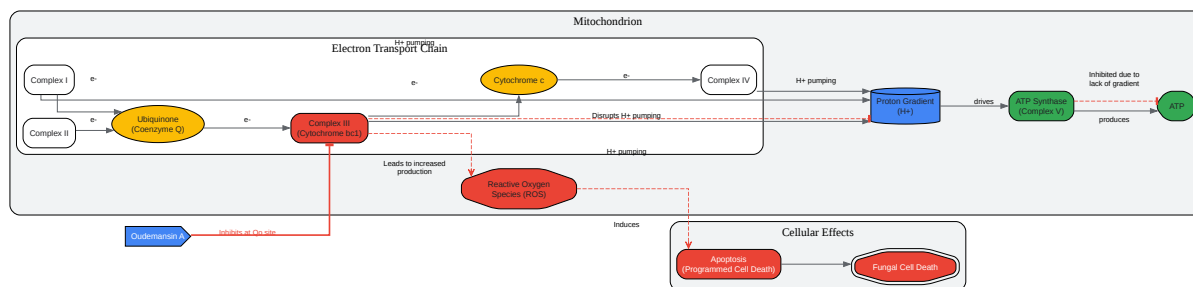 Mitochondrion
H+ pumping
Electron Transport Chain
Complex I
e-
e-
Cytochrome c
e-
Complex IV
H+ pumping
Inhibited due to
lack of gradient
Proton Gradient
(H+)
drives
ATP Synthase
(Complex V)
produces
ATP
Complex II
e-
Ubiquinone
(Coenzyme Q)
e-
Complex III
(Cytochrome bc1)
Disrupts H+ pumping
H+ pumping
Leads to increased
production
Reactive Oxygen
Species (ROS)
Oudemansin A
Inhibits at Qo site
Induces
Cellular Effects
Apoptosis
(Programmed Cell Death)
Fungal Cell Death